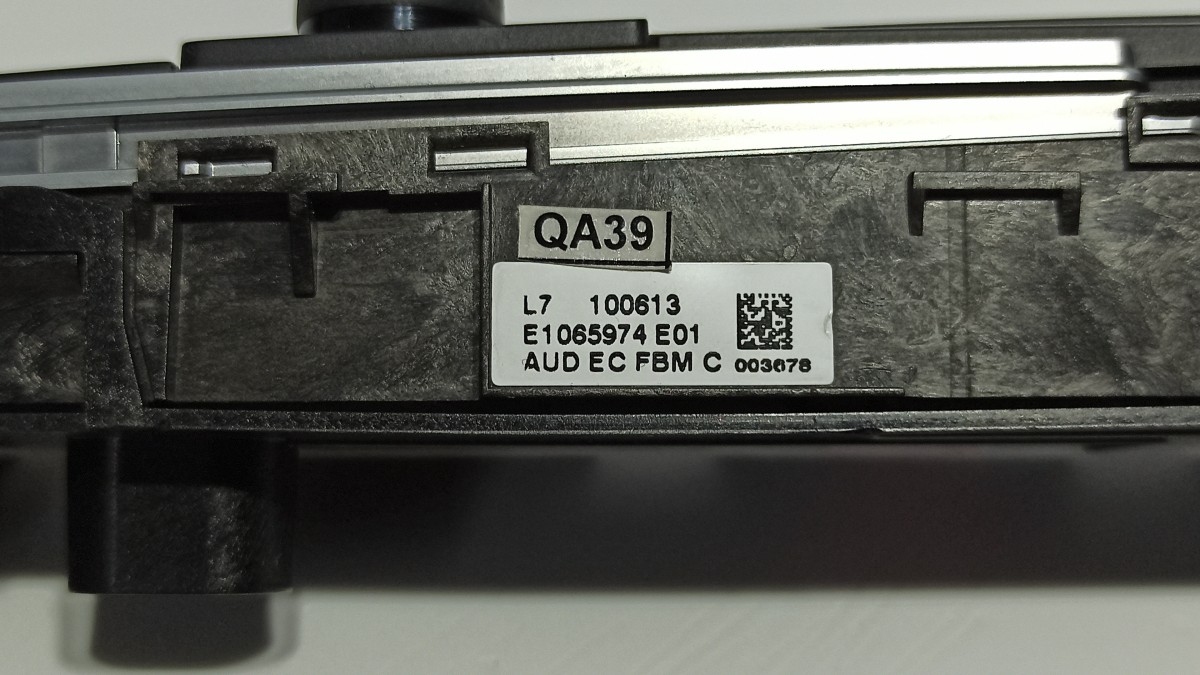 QA39
L7 100613
E1065974 E01
AUD EC FBM C 003678